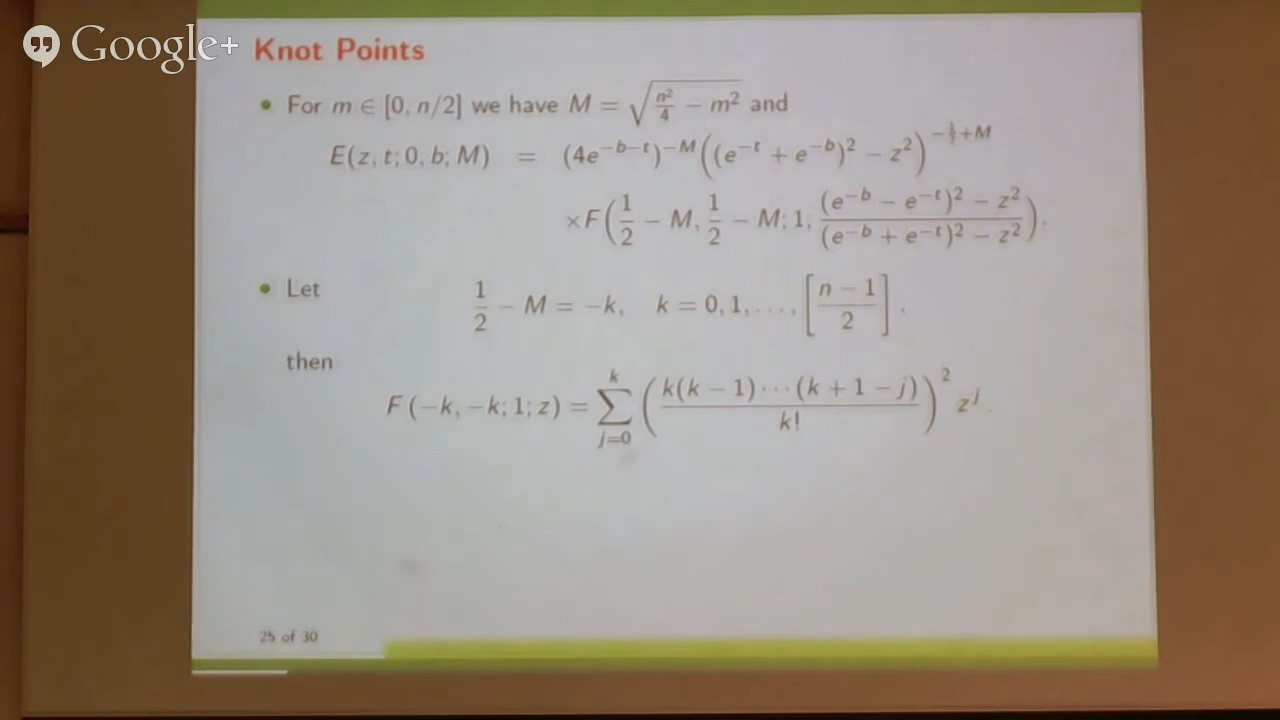 Google+
Knot Points
• For m ∈ [0, n/2] we have M = √(n²/4 − m²) and
E(z, t; 0, b; M) = (4e^{−b−t})^{−M} ((e^{−t} + e^{−b})² − z²)^{−1/2+M}
×F(1/2 − M, 1/2 − M; 1, ((e^{−b} − e^{−t})² − z²)/((e^{−b} + e^{−t})² − z²)).
• Let
1/2 − M = −k, k = 0, 1, . . . , [(n − 1)/2],
then
F (−k, −k; 1; z) = ∑_{j=0}^{k} (k(k − 1) · · · (k + 1 − j)/k!)² z^j.
25 of 30